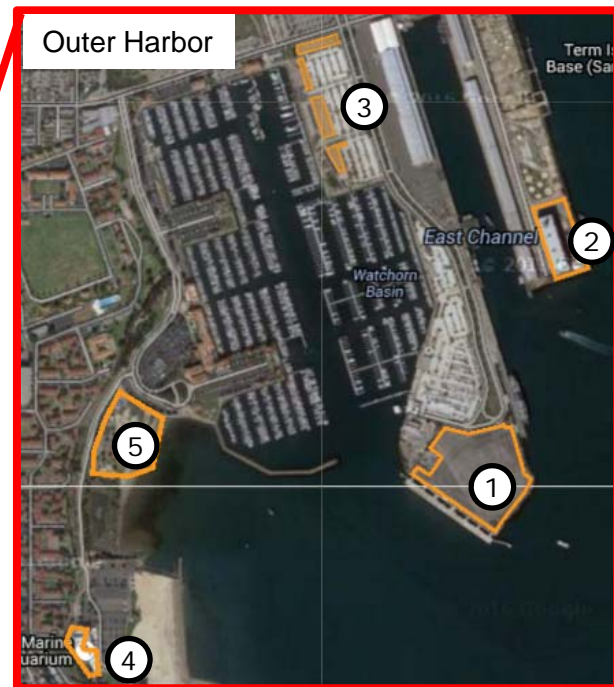 Outer Harbor
Term Is
Base (Sa
3
East Channel
2
Watchorn
Basin
5
1
Marin
uarium
4